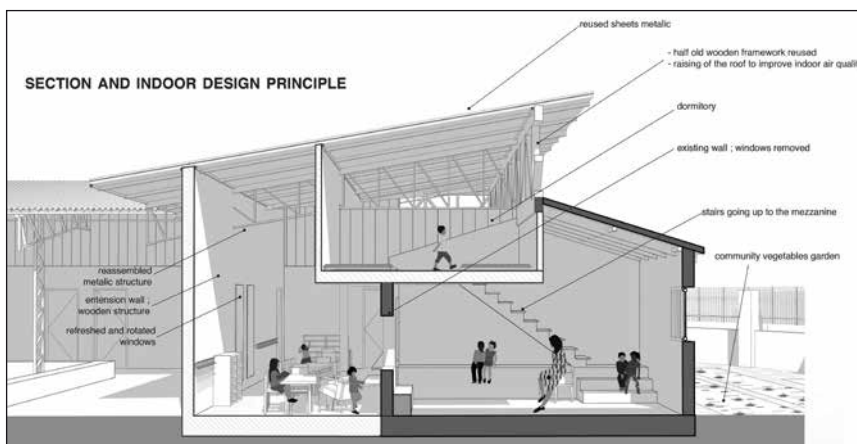 reused sheets metallic
- half old wooden framework reused
- raising of the roof to improve indoor air quali
SECTION AND INDOOR DESIGN PRINCIPLE
dormitory
existing wall ; windows removed
stairs going up to the mezzanine
community vegetables garden
reassembled
metalic structure
entension wall ;
wooden structure
refreshed and rotated
windows